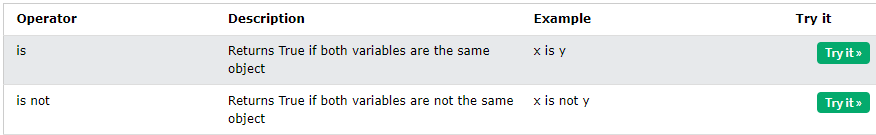 Operator Description Example Try it
is Returns True if both variables are the same object x is y Try it »
is not Returns True if both variables are not the same object x is not y Try it »